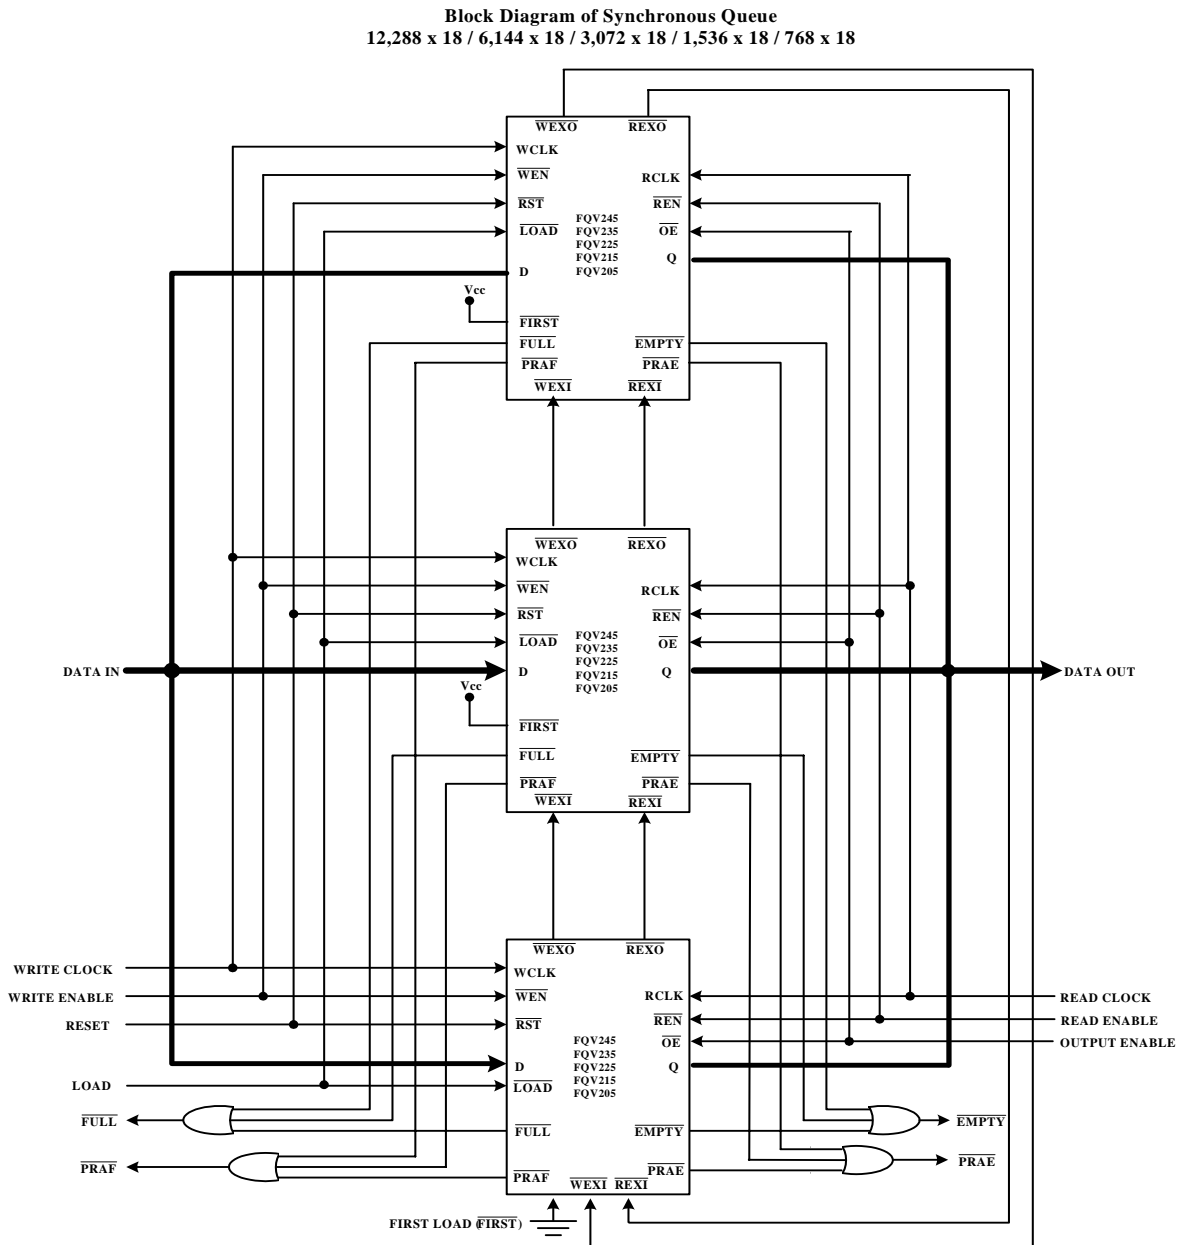 Block Diagram of Synchronous Queue
12,288 x 18 / 6,144 x 18 / 3,072 x 18 / 1,536 x 18 / 768 x 18
WEXO
REXO
WCLK
WEN
RCLK
RST
REN
LOAD
OE
FQV245
FQV235
FQV225
FQV215
FQV205
D
Q
Vcc
FIRST
FULL
EMPTY
PRAF
PRAE
WEXI
REXI
WEXO
REXO
WCLK
WEN
RCLK
RST
REN
LOAD
OE
FQV245
FQV235
FQV225
FQV215
FQV205
DATA IN
D
Q
DATA OUT
Vcc
FIRST
FULL
EMPTY
PRAF
PRAE
WEXI
REXI
WEXO
REXO
WRITE CLOCK
WCLK
WRITE ENABLE
WEN
RCLK
READ CLOCK
RESET
RST
REN
READ ENABLE
OE
OUTPUT ENABLE
FQV245
FQV235
FQV225
FQV215
FQV205
D
Q
LOAD
LOAD
FULL
FULL
EMPTY
EMPTY
PRAF
PRAF
PRAE
PRAE
WEXI
REXI
FIRST LOAD (FIRST)